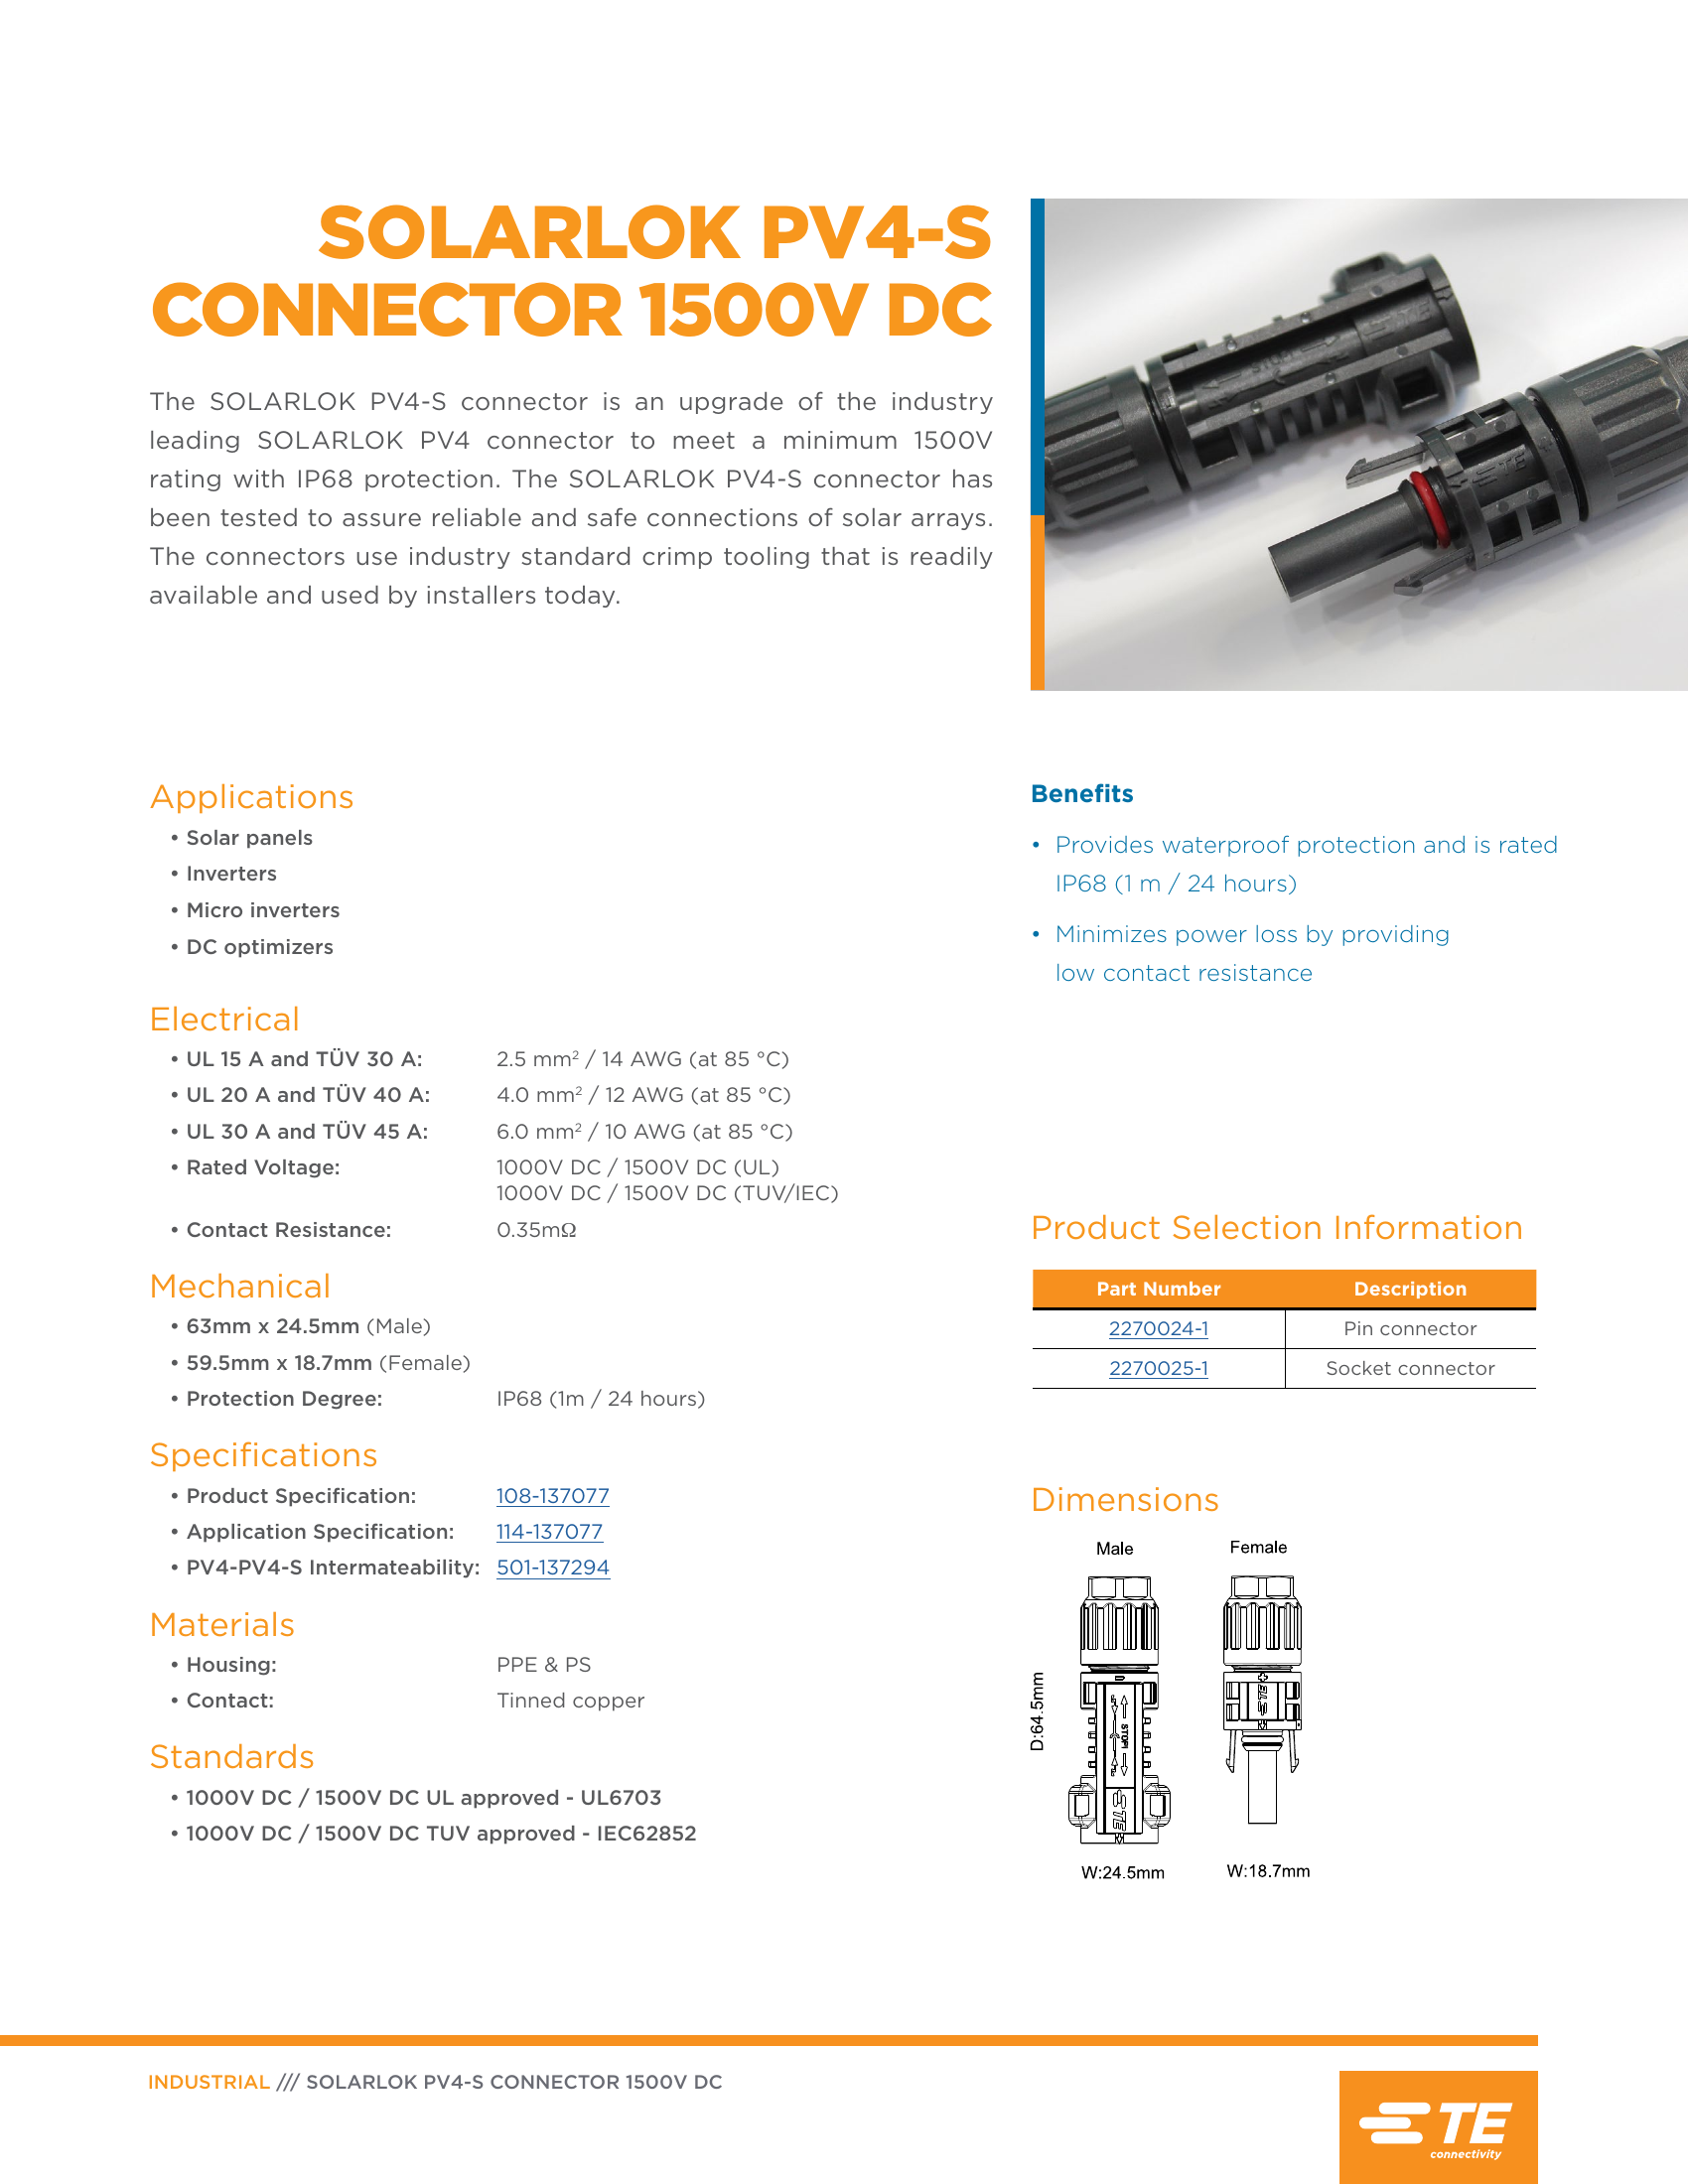 SOLARLOK PV4-S
CONNECTOR 1500V DC
The SOLARLOK PV4-S connector is an upgrade of the industry
leading SOLARLOK PV4 connector to meet a minimum 1500V
rating with IP68 protection. The SOLARLOK PV4-S connector has
been tested to assure reliable and safe connections of solar arrays.
The connectors use industry standard crimp tooling that is readily
available and used by installers today.
Applications
• Solar panels
• Inverters
• Micro inverters
• DC optimizers
Electrical
• UL 15 A and TÜV 30 A: 2.5 mm² / 14 AWG (at 85 °C)
• UL 20 A and TÜV 40 A: 4.0 mm² / 12 AWG (at 85 °C)
• UL 30 A and TÜV 45 A: 6.0 mm² / 10 AWG (at 85 °C)
• Rated Voltage: 1000V DC / 1500V DC (UL)
1000V DC / 1500V DC (TUV/IEC)
• Contact Resistance: 0.35mΩ
Mechanical
• 63mm x 24.5mm (Male)
• 59.5mm x 18.7mm (Female)
• Protection Degree: IP68 (1m / 24 hours)
Specifications
• Product Specification: 108-137077
• Application Specification: 114-137077
• PV4-PV4-S Intermateability: 501-137294
Materials
• Housing: PPE & PS
• Contact: Tinned copper
Standards
• 1000V DC / 1500V DC UL approved - UL6703
• 1000V DC / 1500V DC TUV approved - IEC62852
Benefits
• Provides waterproof protection and is rated
IP68 (1 m / 24 hours)
• Minimizes power loss by providing
low contact resistance
Product Selection Information
Part Number Description
2270024-1 Pin connector
2270025-1 Socket connector
Dimensions
Male Female
D:64.5mm
STOP!
TE
TE
W:24.5mm W:18.7mm
INDUSTRIAL /// SOLARLOK PV4-S CONNECTOR 1500V DC
TE
connectivity